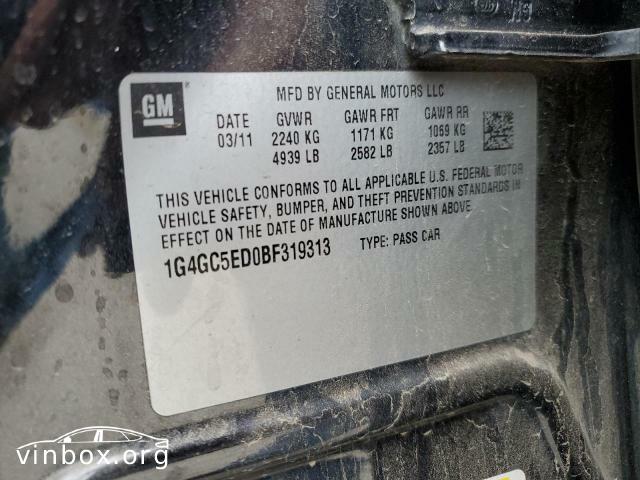 GM
MFD BY GENERAL MOTORS LLC
DATE GVWR GAWR FRT GAWR RR
03/11 2240 KG 1171 KG 1069 KG
4939 LB 2582 LB 2357 LB
THIS VEHICLE CONFORMS TO ALL APPLICABLE U.S. FEDERAL MOTOR
VEHICLE SAFETY, BUMPER, AND THEFT PREVENTION STANDARDS IN
EFFECT ON THE DATE OF MANUFACTURE SHOWN ABOVE.
1G4GC5ED0BF319313 TYPE: PASS CAR
vinbox.org